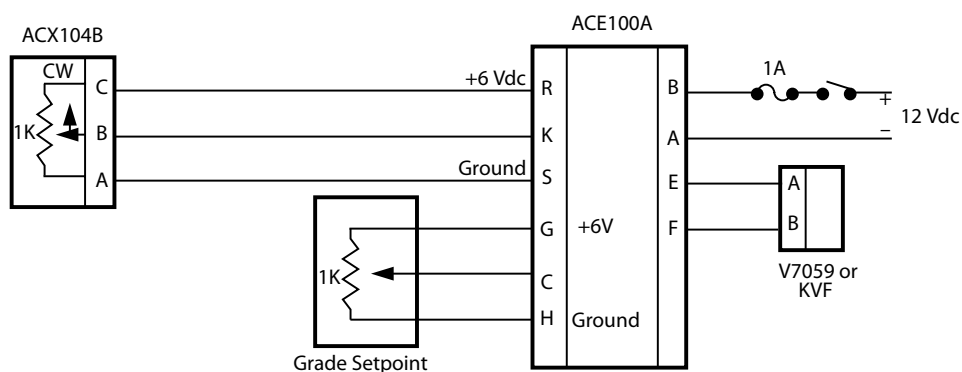 ACX104B
ACE100A
CW
C
+6 Vdc
R
B
1A
+
12 Vdc
1K
B
K
A
–
A
Ground
S
E
A
G
+6V
F
B
1K
C
V7059 or
KVF
H
Ground
Grade Setpoint